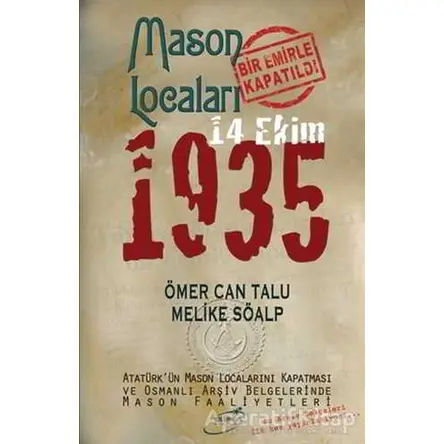 Mason
Locaları
BİR EMİRLE
KAPATILDI
14 Ekim
1935
ÖMER CAN TALU
MELİKE SÖALP
ATATÜRK'ÜN MASON LOCALARINI KAPATMASI
VE OSMANLI ARŞİV BELGELERİNDE
MASON FAALİYETLERİ